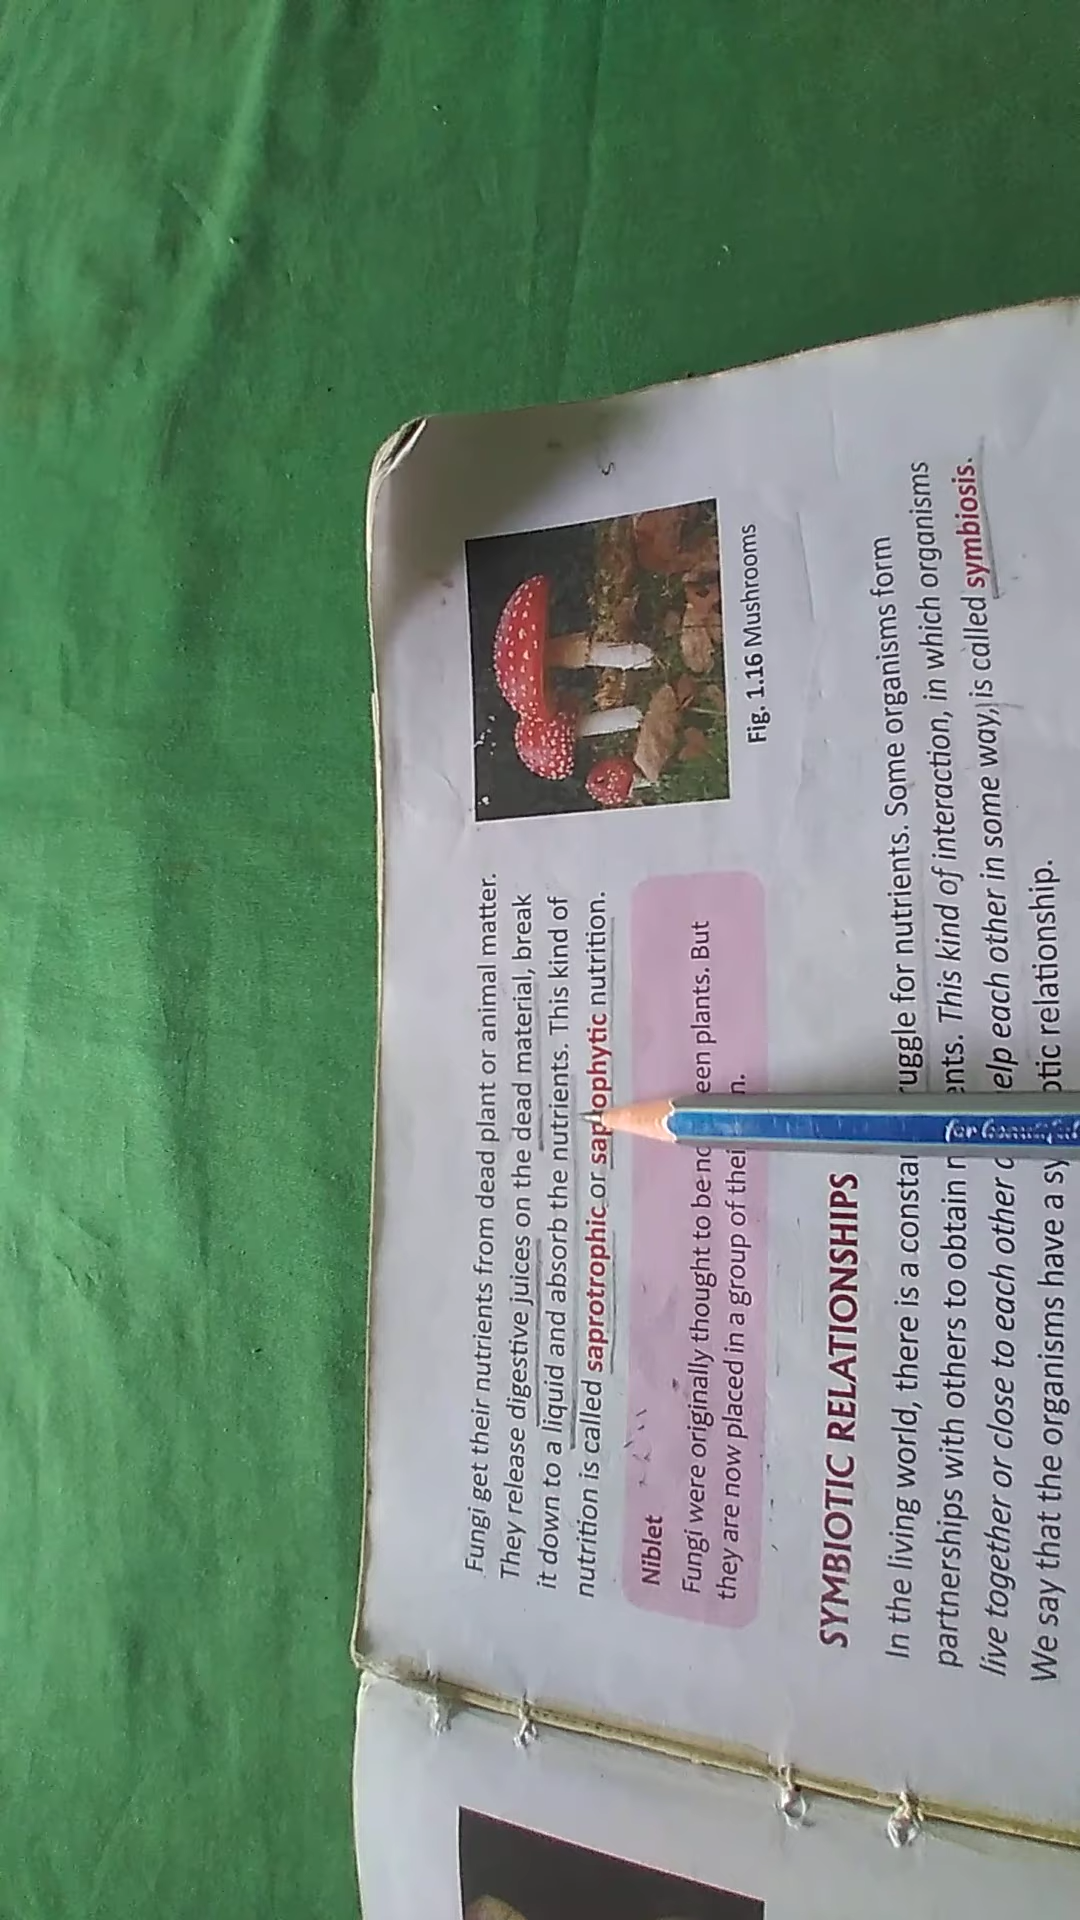 Fungi get their nutrients from dead plant or animal matter.
They release digestive juices on the dead material, break
it down to a liquid and absorb the nutrients. This kind of
nutrition is called saprotrophic or saprophytic nutrition.
Niblet
Fungi were originally thought to be no een plants. But
they are now placed in a group of thei n.
Fig. 1.16 Mushrooms
SYMBIOTIC RELATIONSHIPS
In the living world, there is a consta ruggle for nutrients. Some organisms form
partnerships with others to obtain n ents. This kind of interaction, in which organisms
live together or close to each other elp each other in some way, is called symbiosis.
We say that the organisms have a sy otic relationship.
for